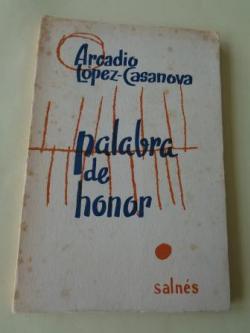 Arcadio
López-Casanova
palabra
de
honor
salnés